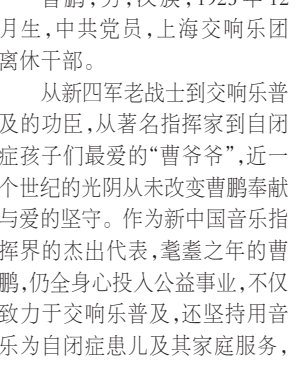 曹鹏,男,汉族,1925年12
月生,中共党员,上海交响乐团
离休干部。
从新四军老战士到交响乐普
及的功臣,从著名指挥家到自闭
症孩子们最爱的“曹爷爷”,近一
个世纪的光阴从未改变曹鹏奉献
与爱的坚守。作为新中国音乐指
挥界的杰出代表,耄耋之年的曹
鹏,仍全身心投入公益事业,不仅
致力于交响乐普及,还坚持用音
乐为自闭症患儿及其家庭服务,